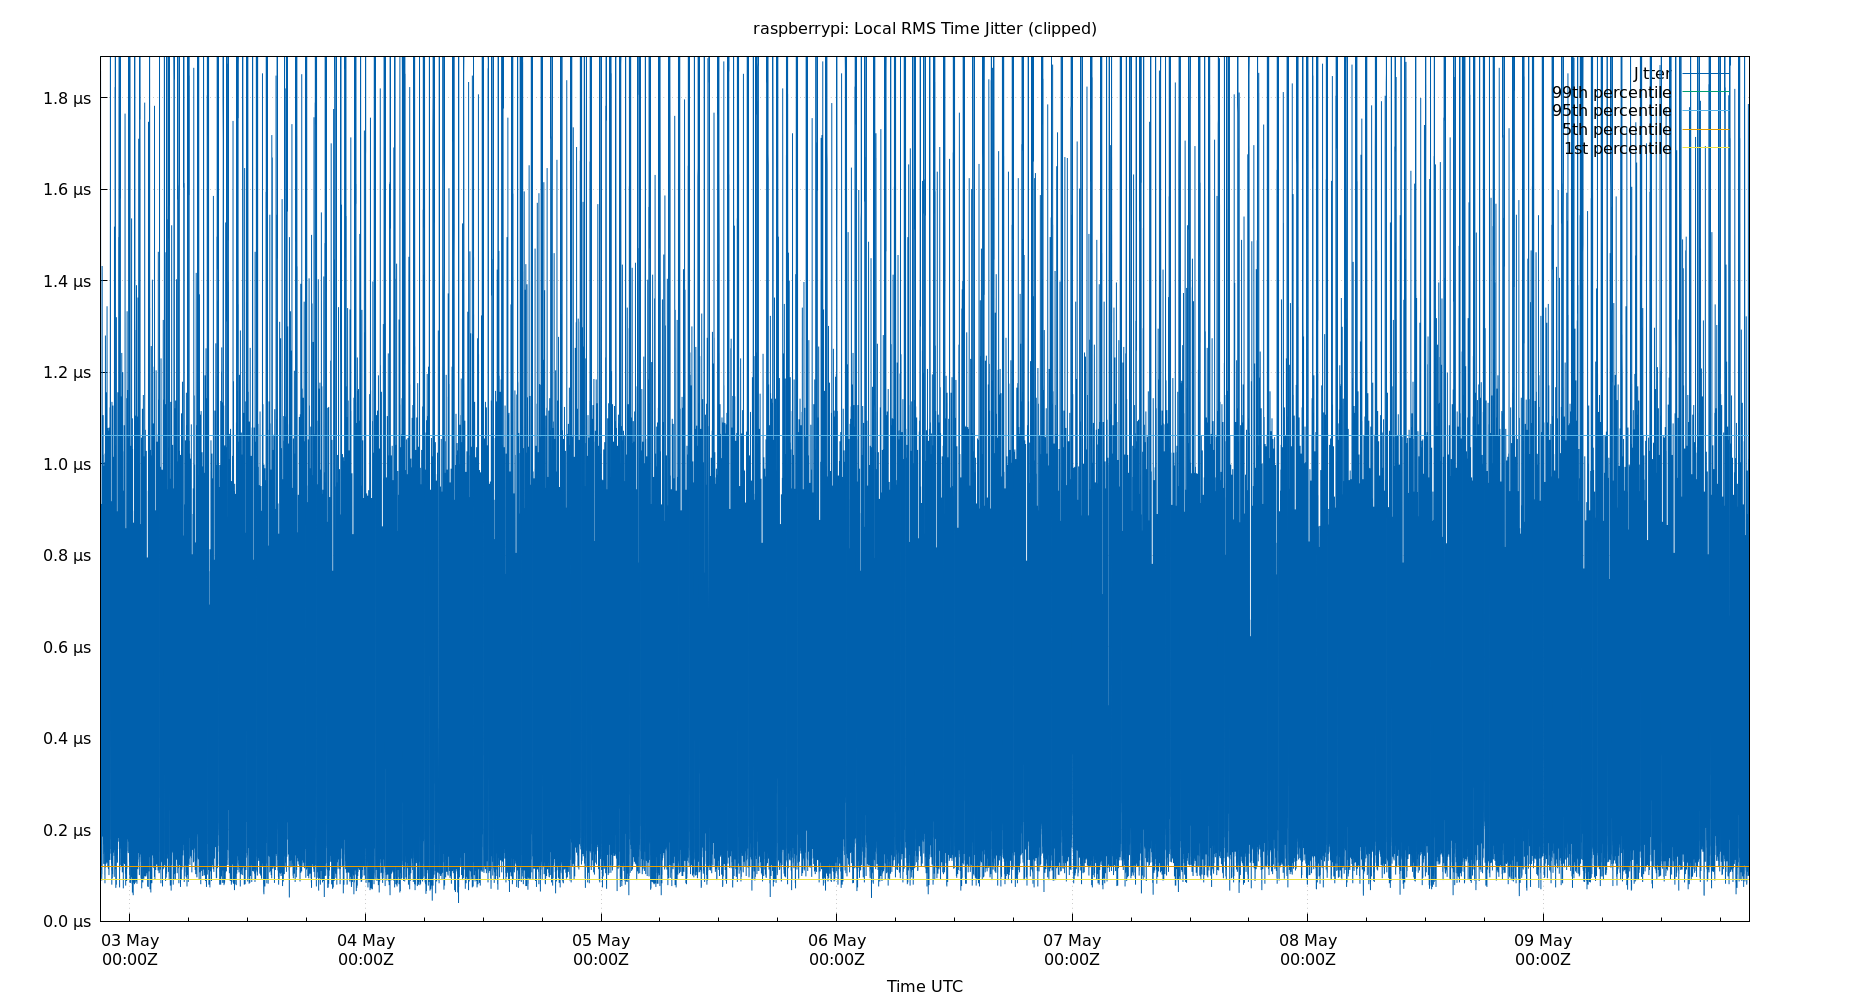 raspberrypi: Local RMS Time Jitter (clipped)
Jitter
99th percentile
95th percentile
5th percentile
1st percentile
1.8 μs
1.6 μs
1.4 μs
1.2 μs
1.0 μs
0.8 μs
0.6 μs
0.4 μs
0.2 μs
0.0 μs
03 May 04 May 05 May 06 May 07 May 08 May 09 May
00:00Z 00:00Z 00:00Z 00:00Z 00:00Z 00:00Z 00:00Z
Time UTC